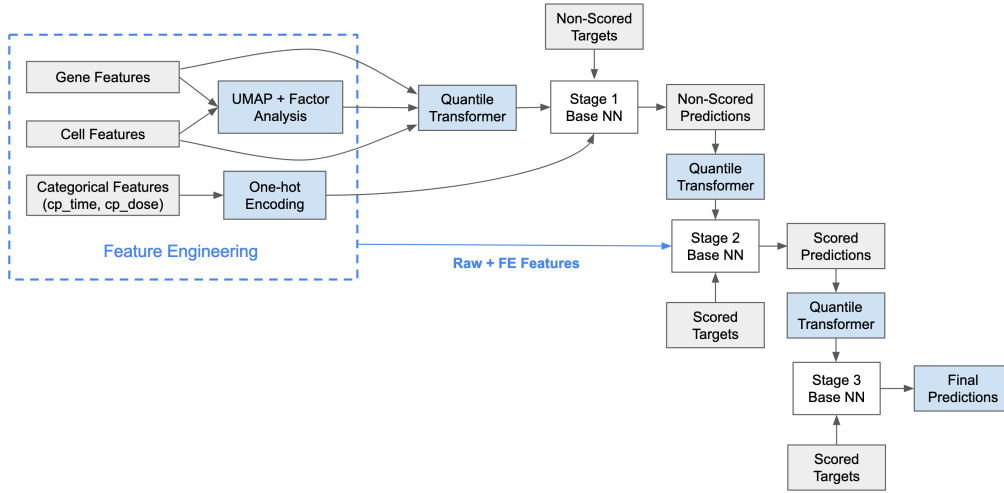 Non-Scored
Targets
Gene Features
UMAP + Factor
Analysis
Quantile
Transformer
Stage 1
Base NN
Non-Scored
Predictions
Cell Features
Categorical Features
(cp_time, cp_dose)
One-hot
Encoding
Quantile
Transformer
Feature Engineering
Raw + FE Features
Stage 2
Base NN
Scored
Predictions
Scored
Targets
Quantile
Transformer
Stage 3
Base NN
Final
Predictions
Scored
Targets